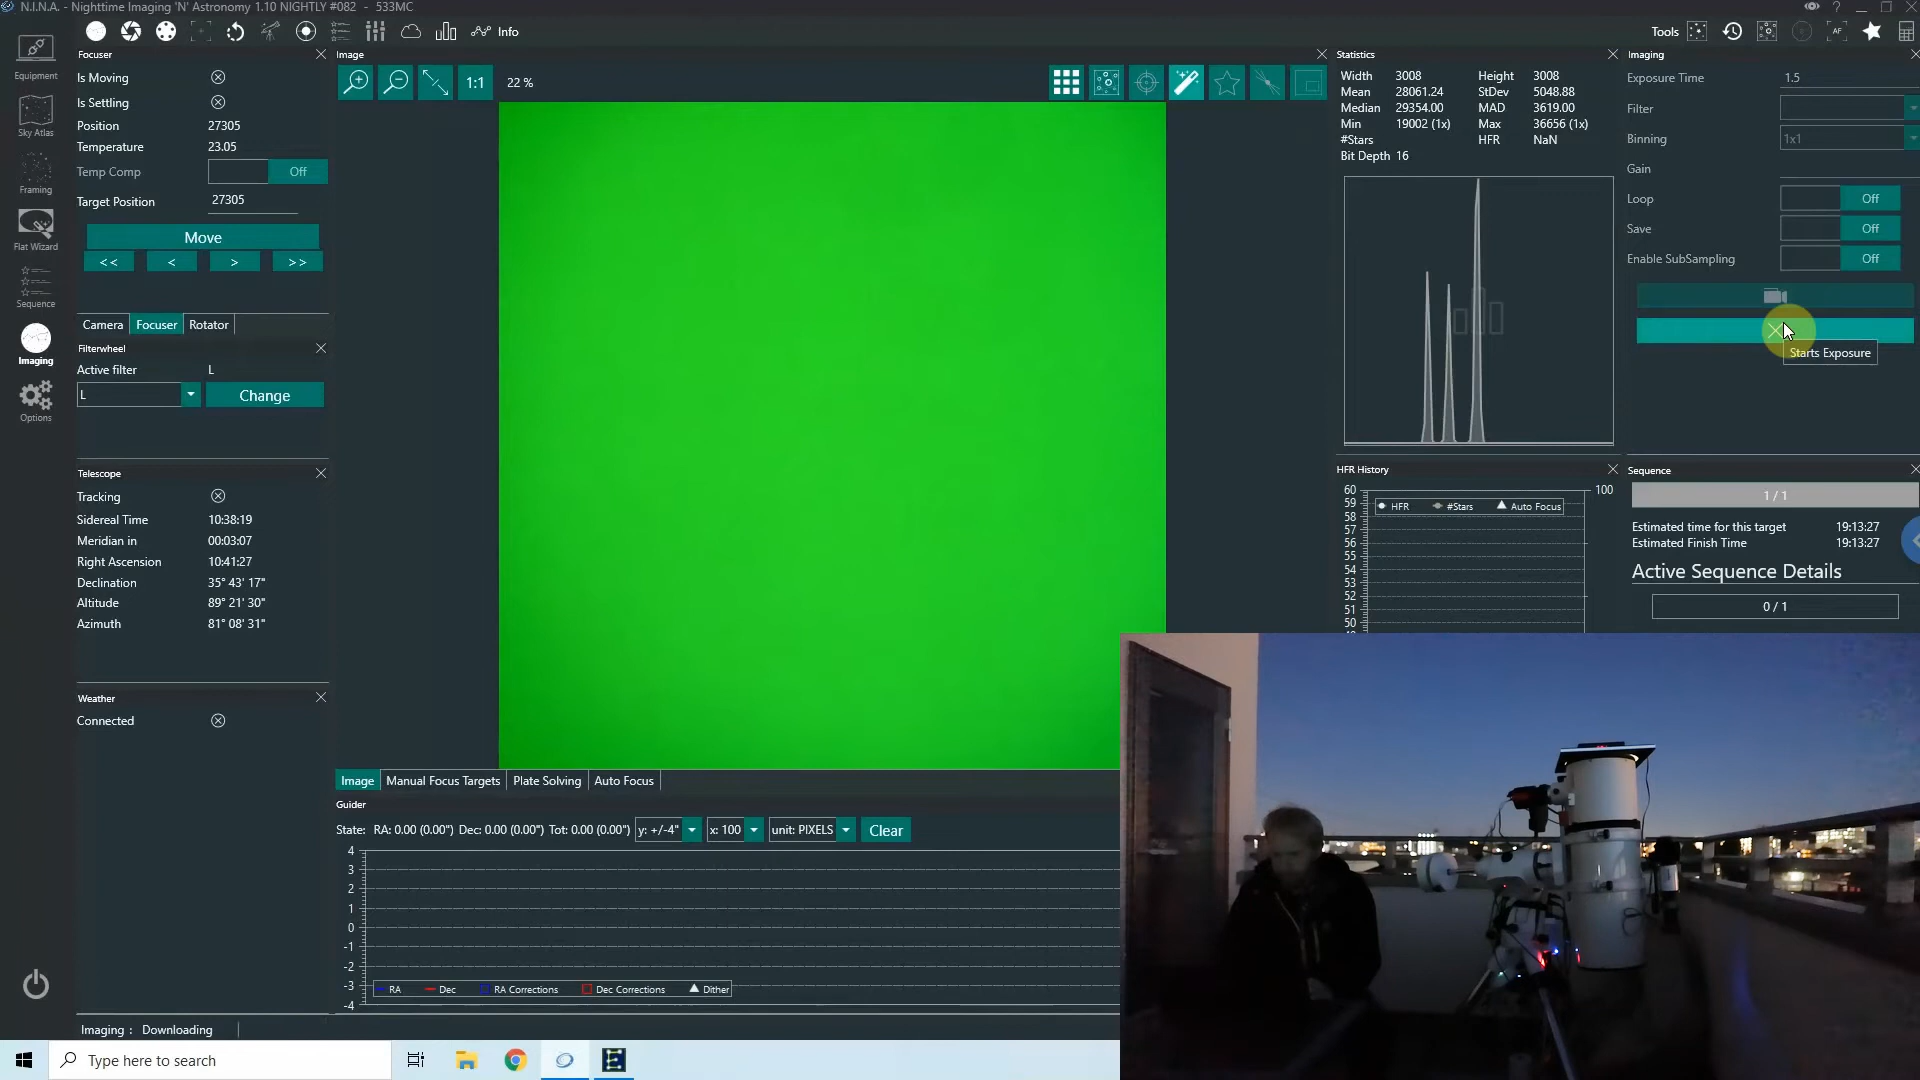 N.I.N.A. - Nighttime Imaging 'N' Astronomy 1.10 NIGHTLY #082 - 533MC
Info
Tools
AF
Equipment
Sky Atlas
Framing
Flat Wizard
Sequence
Imaging
Options
Focuser
Is Moving
Is Settling
Position 27305
Temperature 23.05
Temp Comp Off
Target Position 27305
Move
<< < > >>
Camera Focuser Rotator
Filterwheel
Active filter L
L Change
Telescope
Tracking
Sidereal Time 10:38:19
Meridian in 00:03:07
Right Ascension 10:41:27
Declination 35° 43' 17"
Altitude 89° 21' 30"
Azimuth 81° 08' 31"
Weather
Connected
Image
1:1 22 %
Image Manual Focus Targets Plate Solving Auto Focus
Guider
State: RA: 0.00 (0.00") Dec: 0.00 (0.00") Tot: 0.00 (0.00") y: +/-4" x: 100 unit: PIXELS Clear
4
3
2
1
0
-1
-2
-3
-4
RA Dec RA Corrections Dec Corrections Dither
Statistics
Width 3008 Height 3008
Mean 28061.24 StDev 5048.88
Median 29354.00 MAD 3619.00
Min 19002 (1x) Max 36656 (1x)
#Stars HFR NaN
Bit Depth 16
HFR History
60 100
59
58
57
56
55
54
53
52
51
50
HFR #Stars Auto Focus
Imaging
Exposure Time 1.5
Filter
Binning 1x1
Gain
Loop Off
Save Off
Enable SubSampling Off
Starts Exposure
Sequence
1 / 1
Estimated time for this target 19:13:27
Estimated Finish Time 19:13:27
Active Sequence Details
0 / 1
Imaging : Downloading
Type here to search